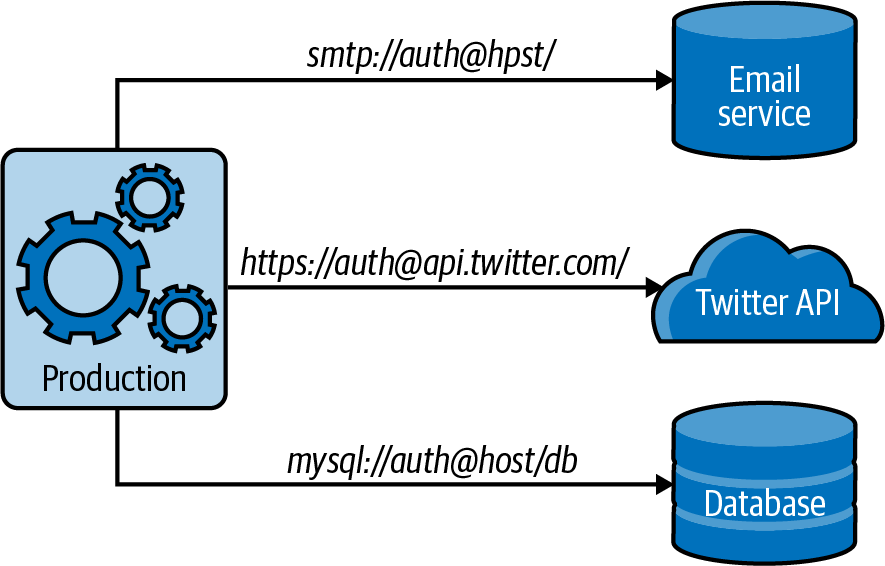 smtp://auth@hpst/
Email
service
https://auth@api.twitter.com/
Twitter API
Production
mysql://auth@host/db
Database